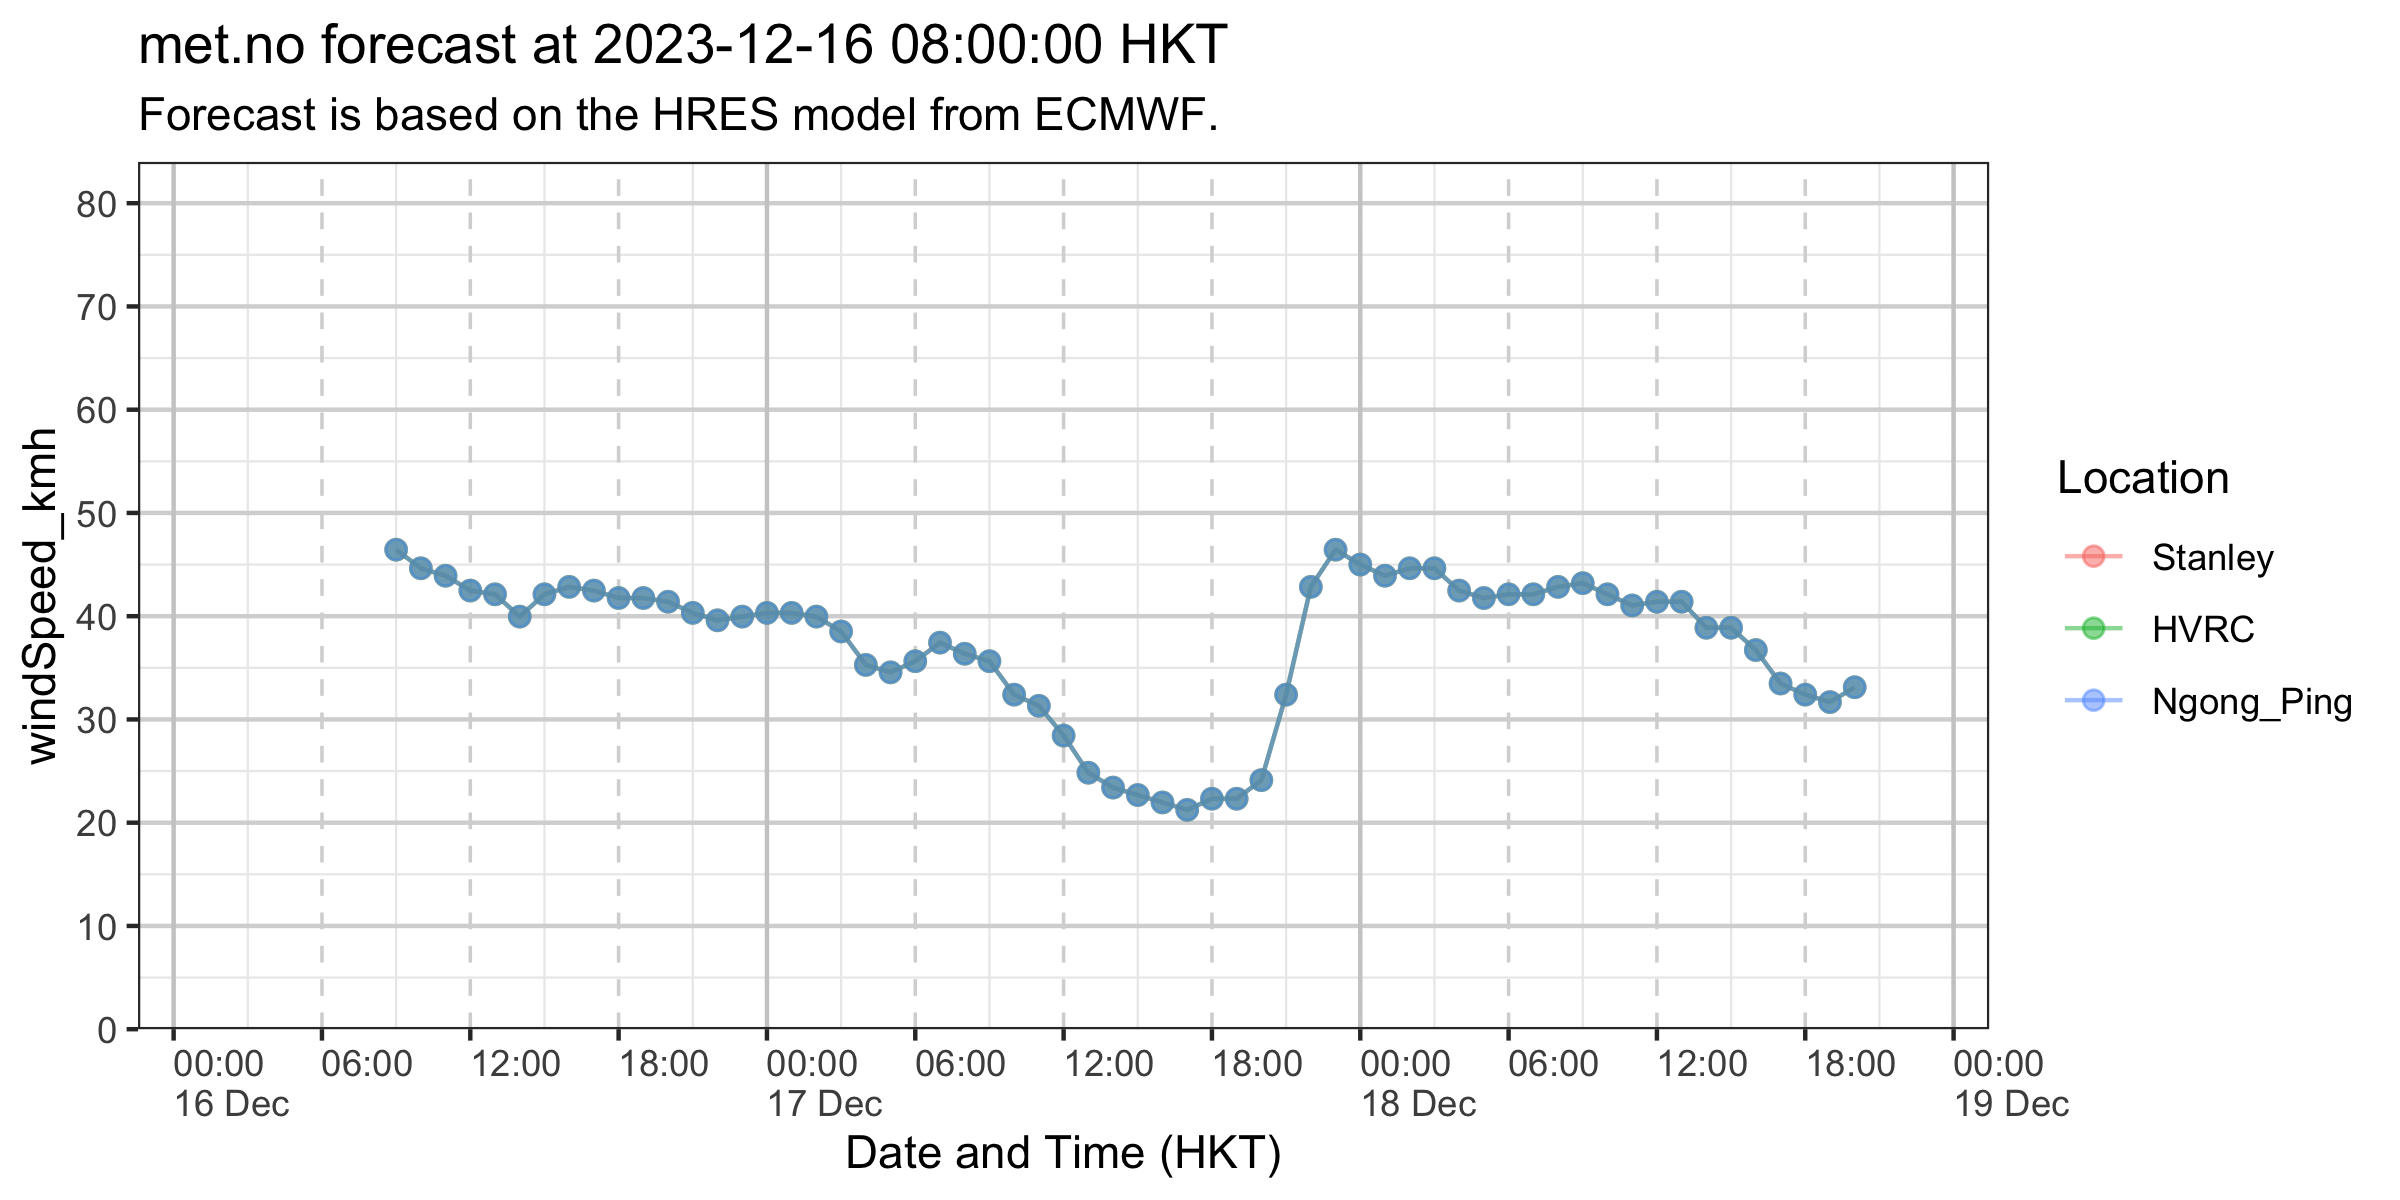 met.no forecast at 2023-12-16 08:00:00 HKT
Forecast is based on the HRES model from ECMWF.
windSpeed_kmh
80
70
60
50
40
30
20
10
0
00:00 06:00 12:00 18:00 00:00 06:00 12:00 18:00 00:00 06:00 12:00 18:00 00:00
16 Dec 17 Dec 18 Dec 19 Dec
Date and Time (HKT)
Location
Stanley
HVRC
Ngong_Ping